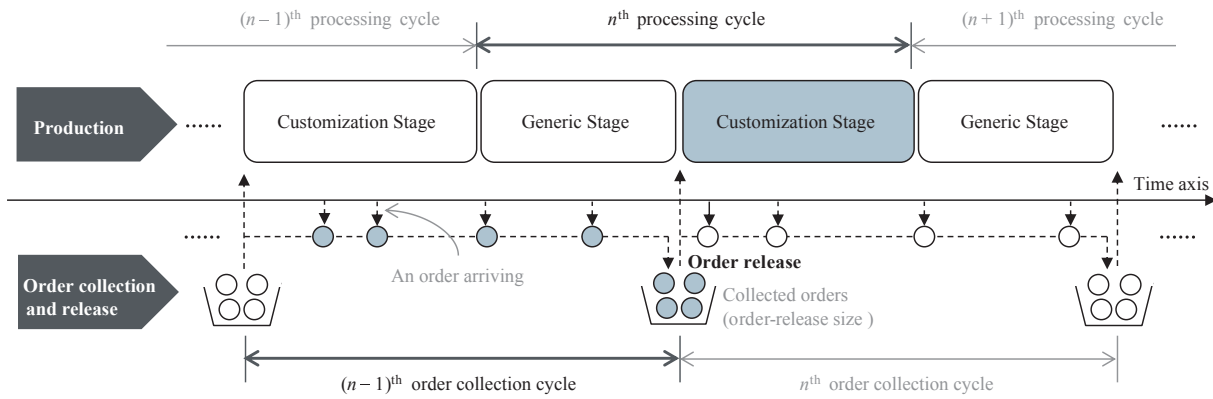 (n − 1)th processing cycle
nth processing cycle
(n + 1)th processing cycle
Production
......
Customization Stage
Generic Stage
Customization Stage
Generic Stage
......
Time axis
......
......
An order arriving
Order release
Order collection
and release
Collected orders
(order-release size )
(n − 1)th order collection cycle
nth order collection cycle